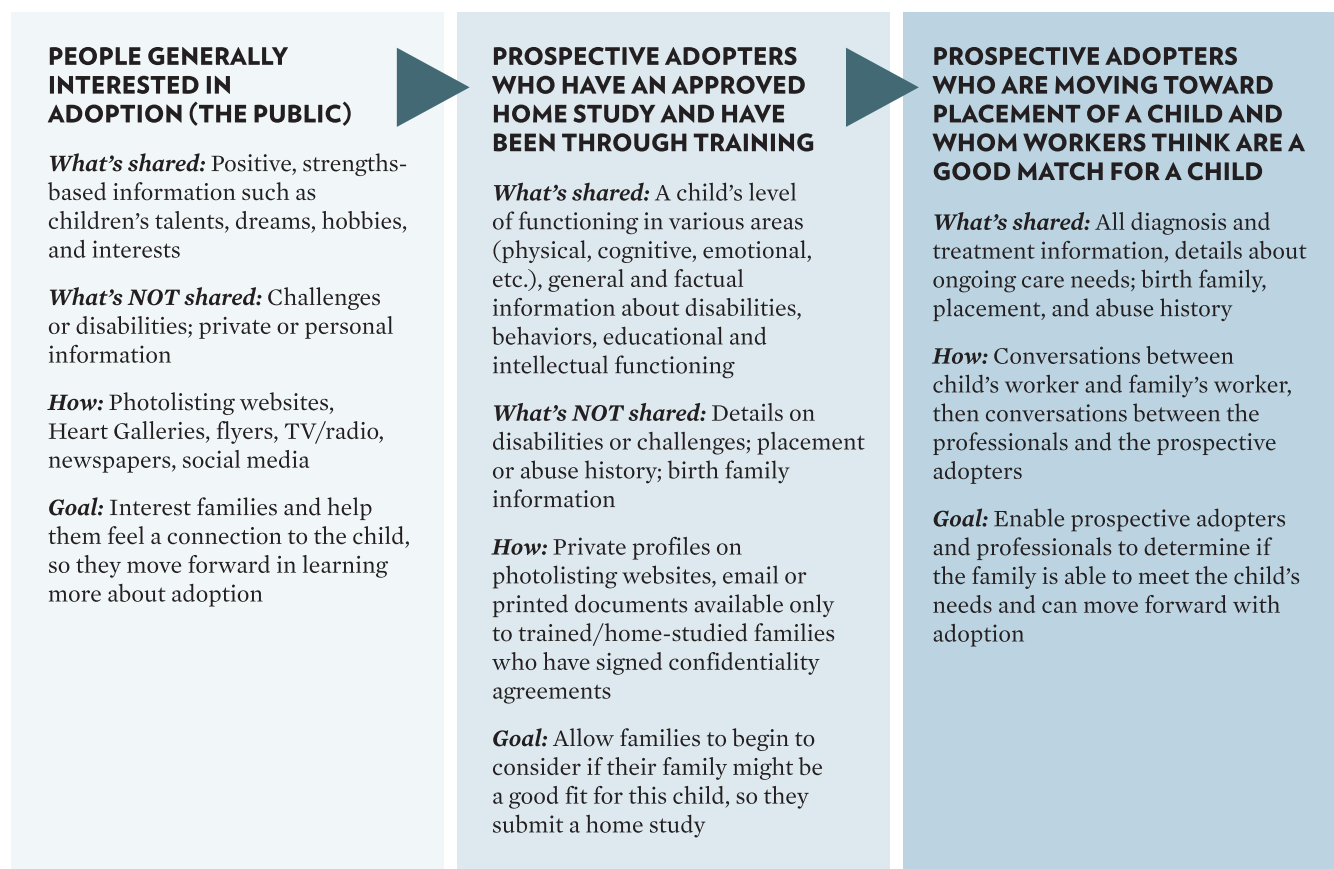 PEOPLE GENERALLY
INTERESTED IN
ADOPTION (THE PUBLIC)
What's shared: Positive, strengths-
based information such as
children's talents, dreams, hobbies,
and interests
What's NOT shared: Challenges
or disabilities; private or personal
information
How: Photolisting websites,
Heart Galleries, flyers, TV/radio,
newspapers, social media
Goal: Interest families and help
them feel a connection to the child,
so they move forward in learning
more about adoption
PROSPECTIVE ADOPTERS
WHO HAVE AN APPROVED
HOME STUDY AND HAVE
BEEN THROUGH TRAINING
What's shared: A child's level
of functioning in various areas
(physical, cognitive, emotional,
etc.), general and factual
information about disabilities,
behaviors, educational and
intellectual functioning
What's NOT shared: Details on
disabilities or challenges; placement
or abuse history; birth family
information
How: Private profiles on
photolisting websites, email or
printed documents available only
to trained/home-studied families
who have signed confidentiality
agreements
Goal: Allow families to begin to
consider if their family might be
a good fit for this child, so they
submit a home study
PROSPECTIVE ADOPTERS
WHO ARE MOVING TOWARD
PLACEMENT OF A CHILD AND
WHOM WORKERS THINK ARE A
GOOD MATCH FOR A CHILD
What's shared: All diagnosis and
treatment information, details about
ongoing care needs; birth family,
placement, and abuse history
How: Conversations between
child's worker and family's worker,
then conversations between the
professionals and the prospective
adopters
Goal: Enable prospective adopters
and professionals to determine if
the family is able to meet the child's
needs and can move forward with
adoption